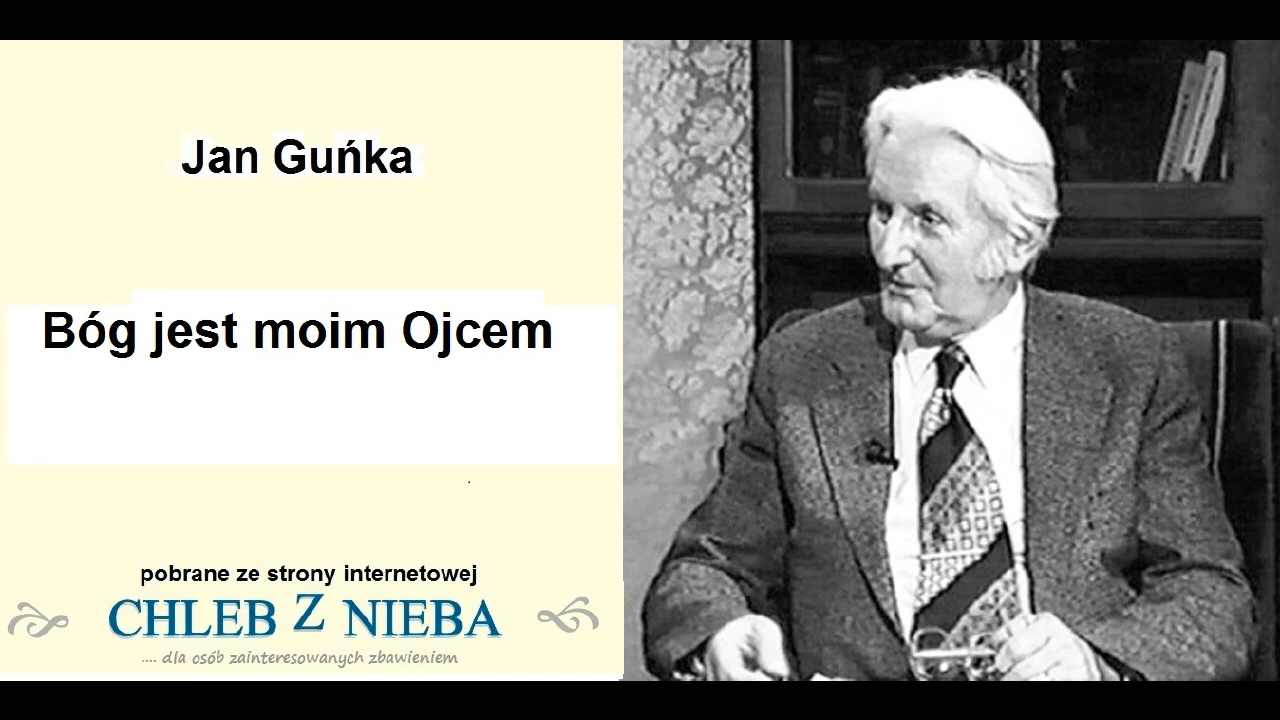 Jan Guńka
Bóg jest moim Ojcem
pobrane ze strony internetowej
CHLEB Z NIEBA
.... dla osób zainteresowanych zbawieniem